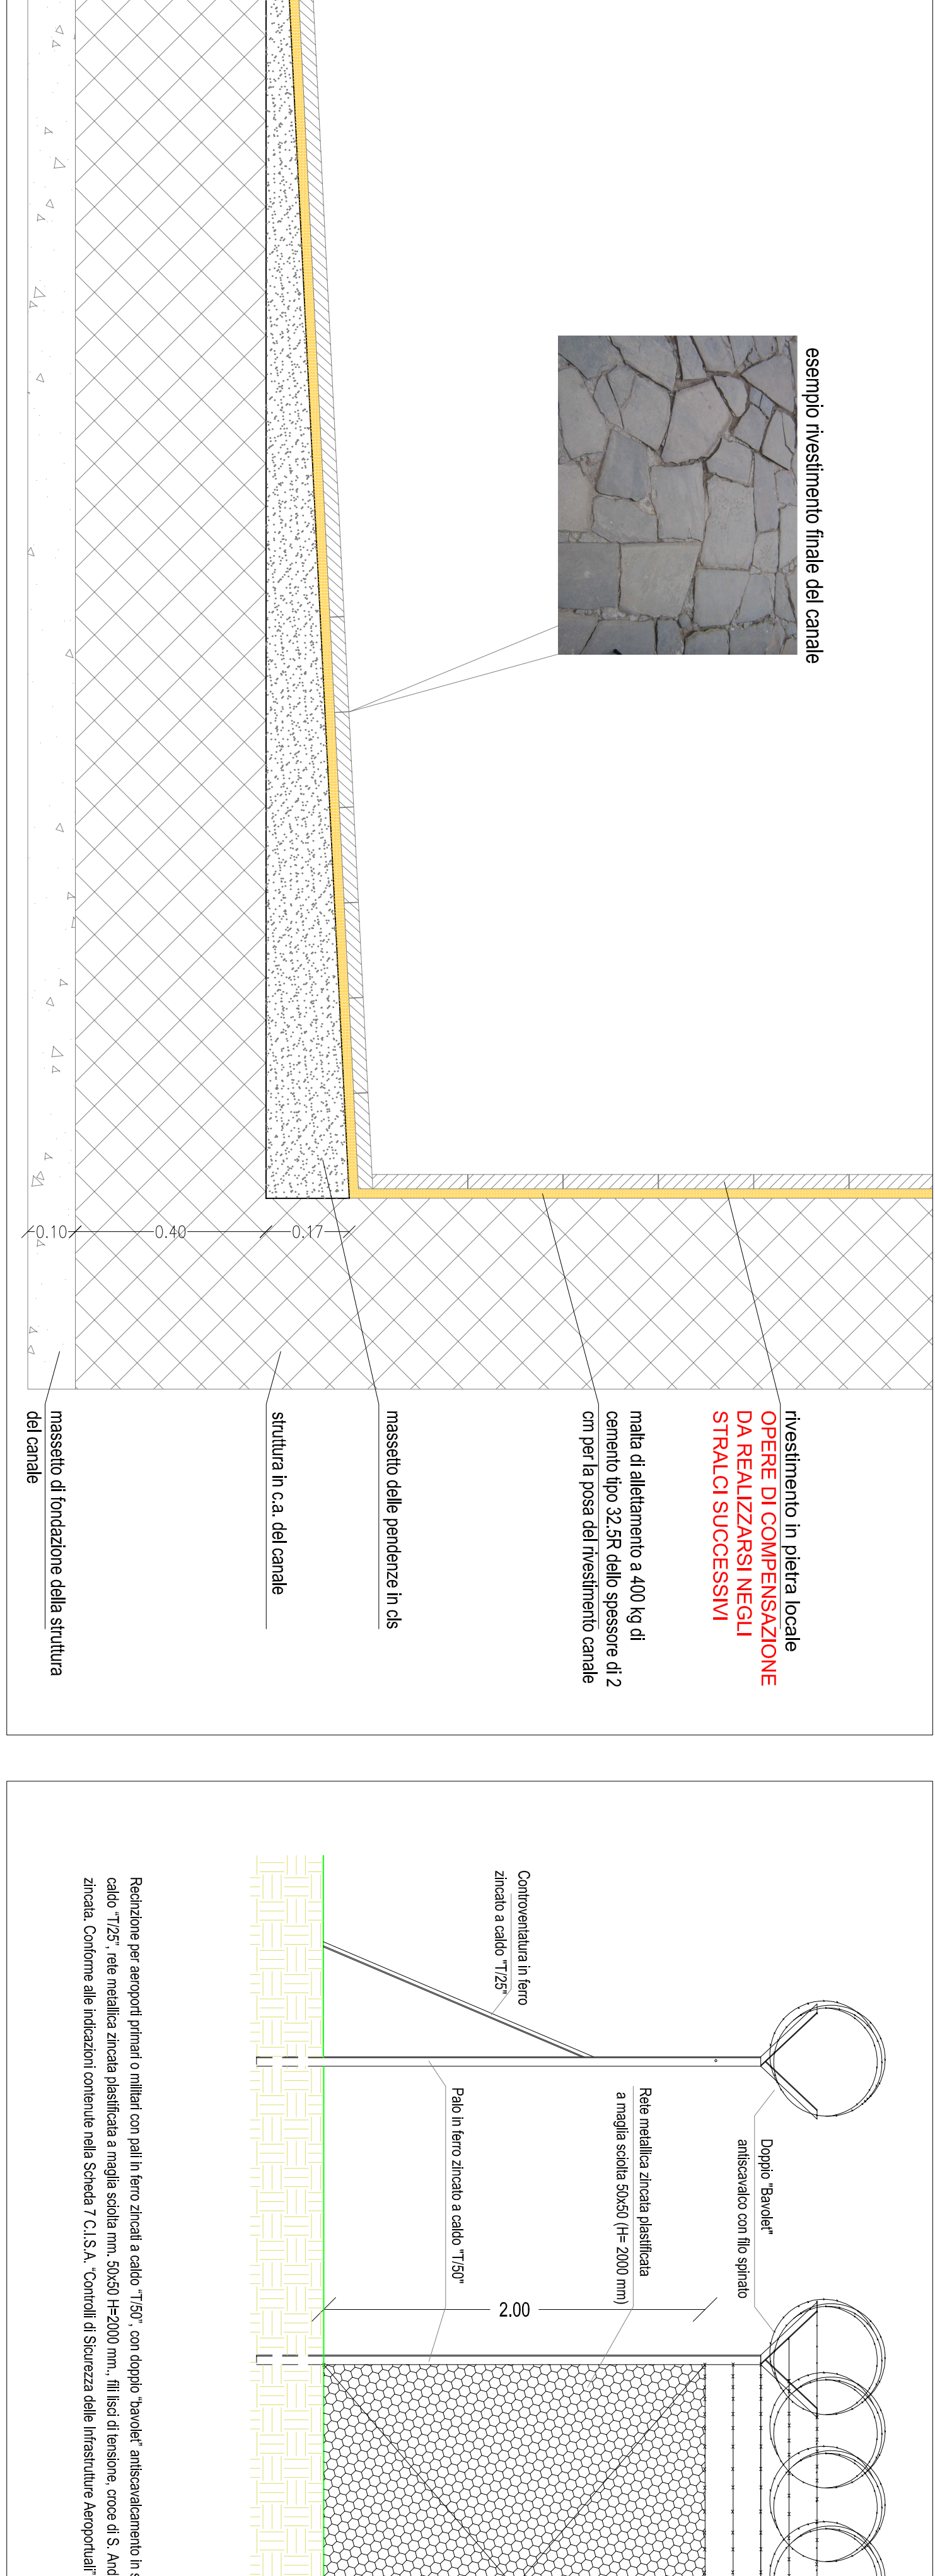 esempio rivestimento finale del canale
rivestimento in pietra locale
OPERE DI COMPENSAZIONE
DA REALIZZARSI NEGLI
STRALCI SUCCESSIVI
malta di allettamento a 400 kg di
cemento tipo 32.5R dello spessore di 2
cm per la posa del rivestimento canale
massetto delle pendenze in cls
struttura in c.a. del canale
massetto di fondazione della struttura
del canale
0.17
0.40
0.10
Doppio "Bavolet"
antiscavalco con filo spinato
Rete metallica zincata plastificata
a maglia sciolta 50x50 (H= 2000 mm)
Controventatura in ferro
zincato a caldo "T/25"
Palo in ferro zincato a caldo "T/50"
2.00
Recinzione per aeroporti primari o militari con pali in ferro zincati a caldo “T/50”, con doppio “bavolet” antiscavalcamento in
caldo “T/25”, rete metallica zincata plastificata a maglia sciolta mm. 50x50 H=2000 mm., fili lisci di tensione, croce di S.
zincata. Conforme alle indicazioni contenute nella Scheda 7 C.I.S.A. “Controlli di Sicurezza delle Infrastrutture Aeroportuali”